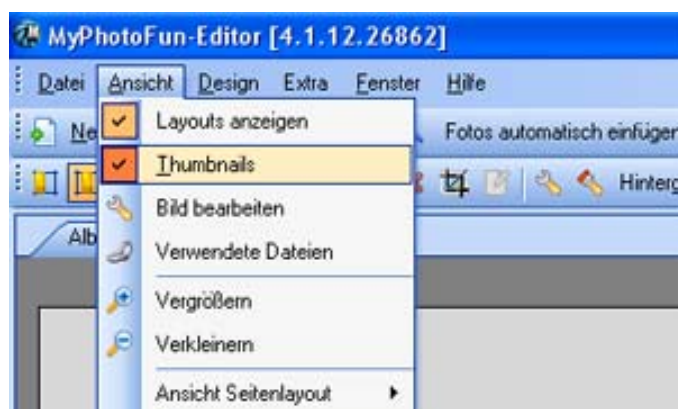 MyPhotoFun-Editor [4.1.12.26862]
Datei Ansicht Design Extra Fenster Hilfe
Layouts anzeigen
Fotos automatisch einfügen
Thumbnails
Bild bearbeiten
Verwendete Dateien
Vergrößern
Verkleinern
Ansicht Seitenlayout